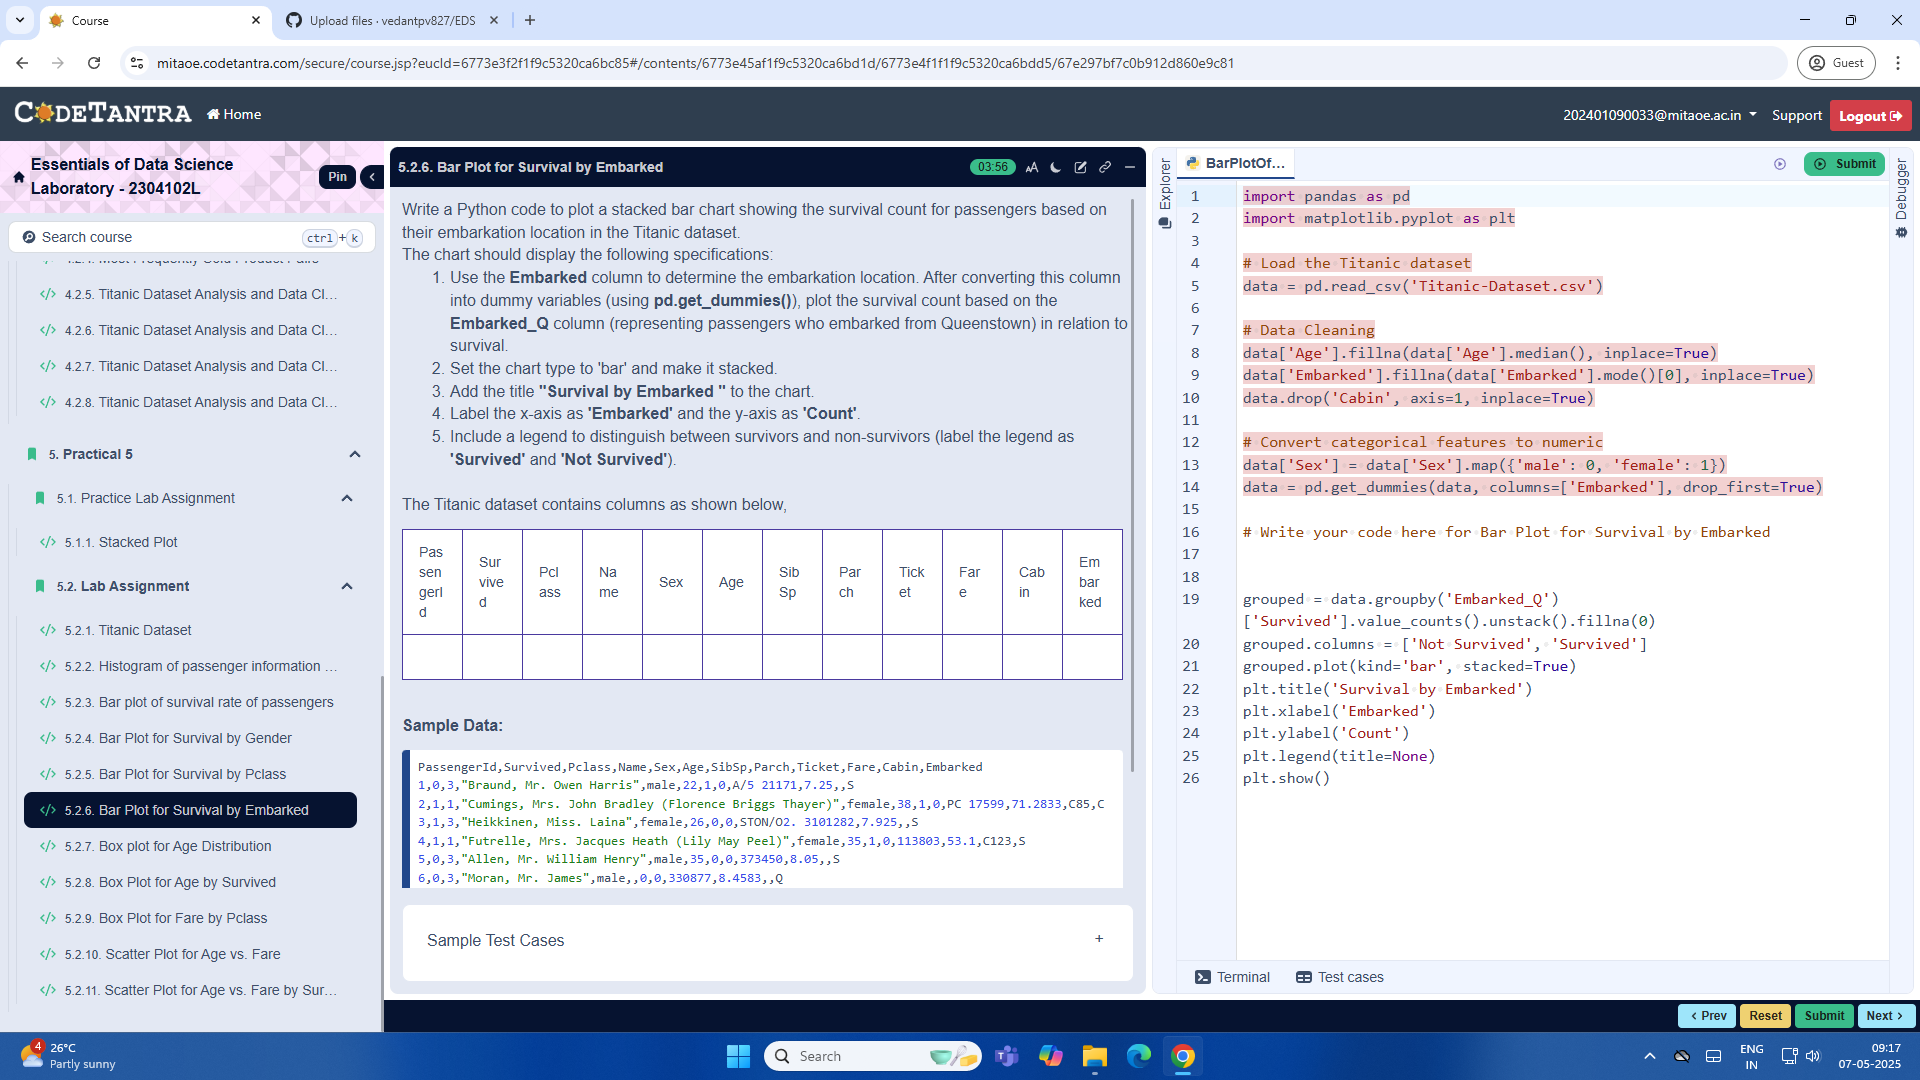 Course
Upload files · vedantpv827/EDS
mitaoe.codetantra.com/secure/course.jsp?eucId=6773e3f2f1f9c5320ca6bc85#/contents/6773e45af1f9c5320ca6bd1d/6773e4f1f1f9c5320ca6bdd5/67e297bf7c0b912d860e9c81
Guest
CODETANTRA
Home
202401090033@mitaoe.ac.in
Support
Logout
Essentials of Data Science
Laboratory - 2304102L
Pin
Search course
ctrl+k
4.2.5. Titanic Dataset Analysis and Data Cl...
4.2.6. Titanic Dataset Analysis and Data Cl...
4.2.7. Titanic Dataset Analysis and Data Cl...
4.2.8. Titanic Dataset Analysis and Data Cl...
5. Practical 5
5.1. Practice Lab Assignment
5.1.1. Stacked Plot
5.2. Lab Assignment
5.2.1. Titanic Dataset
5.2.2. Histogram of passenger information ...
5.2.3. Bar plot of survival rate of passengers
5.2.4. Bar Plot for Survival by Gender
5.2.5. Bar Plot for Survival by Pclass
5.2.6. Bar Plot for Survival by Embarked
5.2.7. Box plot for Age Distribution
5.2.8. Box Plot for Age by Survived
5.2.9. Box Plot for Fare by Pclass
5.2.10. Scatter Plot for Age vs. Fare
5.2.11. Scatter Plot for Age vs. Fare by Sur...
5.2.6. Bar Plot for Survival by Embarked
03:56
AA
Write a Python code to plot a stacked bar chart showing the survival count for passengers based on
their embarkation location in the Titanic dataset.
The chart should display the following specifications:
1. Use the Embarked column to determine the embarkation location. After converting this column
into dummy variables (using pd.get_dummies()), plot the survival count based on the
Embarked_Q column (representing passengers who embarked from Queenstown) in relation to
survival.
2. Set the chart type to 'bar' and make it stacked.
3. Add the title "Survival by Embarked " to the chart.
4. Label the x-axis as 'Embarked' and the y-axis as 'Count'.
5. Include a legend to distinguish between survivors and non-survivors (label the legend as
'Survived' and 'Not Survived').
The Titanic dataset contains columns as shown below,
PassengerId Survived Pclass Name Sex Age SibSp Parch Ticket Fare Cabin Embarked
Sample Data:
PassengerId,Survived,Pclass,Name,Sex,Age,SibSp,Parch,Ticket,Fare,Cabin,Embarked
1,0,3,"Braund, Mr. Owen Harris",male,22,1,0,A/5 21171,7.25,,S
2,1,1,"Cumings, Mrs. John Bradley (Florence Briggs Thayer)",female,38,1,0,PC 17599,71.2833,C85,C
3,1,3,"Heikkinen, Miss. Laina",female,26,0,0,STON/O2. 3101282,7.925,,S
4,1,1,"Futrelle, Mrs. Jacques Heath (Lily May Peel)",female,35,1,0,113803,53.1,C123,S
5,0,3,"Allen, Mr. William Henry",male,35,0,0,373450,8.05,,S
6,0,3,"Moran, Mr. James",male,,0,0,330877,8.4583,,Q
Sample Test Cases
+
Explorer
BarPlotOf...
Submit
Debugger
1 import pandas as pd
2 import matplotlib.pyplot as plt
3
4 # Load the Titanic dataset
5 data = pd.read_csv('Titanic-Dataset.csv')
6
7 # Data Cleaning
8 data['Age'].fillna(data['Age'].median(), inplace=True)
9 data['Embarked'].fillna(data['Embarked'].mode()[0], inplace=True)
10 data.drop('Cabin', axis=1, inplace=True)
11
12 # Convert categorical features to numeric
13 data['Sex'] = data['Sex'].map({'male': 0, 'female': 1})
14 data = pd.get_dummies(data, columns=['Embarked'], drop_first=True)
15
16 # Write your code here for Bar Plot for Survival by Embarked
17
18
19 grouped = data.groupby('Embarked_Q')
['Survived'].value_counts().unstack().fillna(0)
20 grouped.columns = ['Not Survived', 'Survived']
21 grouped.plot(kind='bar', stacked=True)
22 plt.title('Survival by Embarked')
23 plt.xlabel('Embarked')
24 plt.ylabel('Count')
25 plt.legend(title=None)
26 plt.show()
Terminal
Test cases
Prev
Reset
Submit
Next
4
26°C
Partly sunny
Search
ENG
IN
09:17
07-05-2025